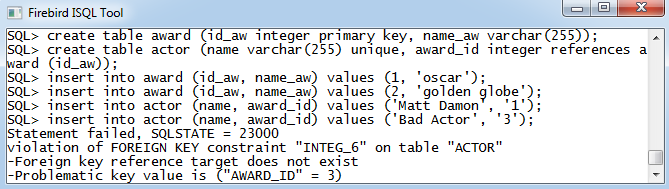 Firebird ISQL Tool
SQL> create table award (id_aw integer primary key, name_aw varchar(255));
SQL> create table actor (name varchar(255) unique, award_id integer references a
ward (id_aw));
SQL> insert into award (id_aw, name_aw) values (1, 'oscar');
SQL> insert into award (id_aw, name_aw) values (2, 'golden globe');
SQL> insert into actor (name, award_id) values ('Matt Damon', '1');
SQL> insert into actor (name, award_id) values ('Bad Actor', '3');
Statement failed, SQLSTATE = 23000
violation of FOREIGN KEY constraint "INTEG_6" on table "ACTOR"
-Foreign key reference target does not exist
-Problematic key value is ("AWARD_ID" = 3)